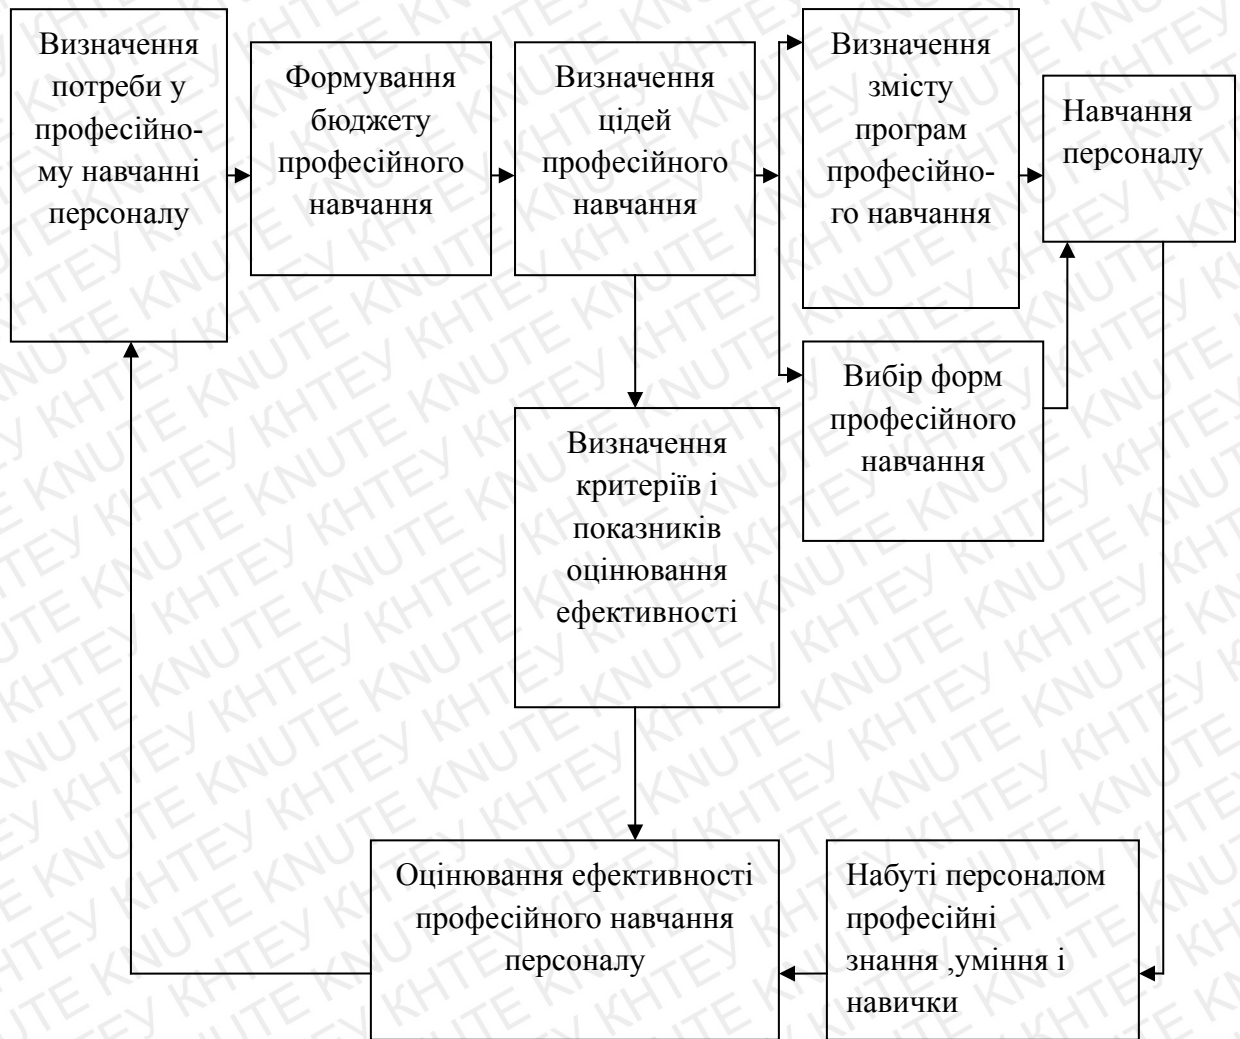 Визначення
потреби у
професійно-
му навчанні
персоналу
Формування
бюджету
професійного
навчання
Визначення
цідей
професійного
навчання
Визначення
змісту
програм
професійно-
го навчання
Навчання
персоналу
Вибір форм
професійного
навчання
Визначення
критеріїв і
показників
оцінювання
ефективності
Оцінювання ефективності
професійного навчання
персоналу
Набуті персоналом
професійні
знання ,уміння і
навички